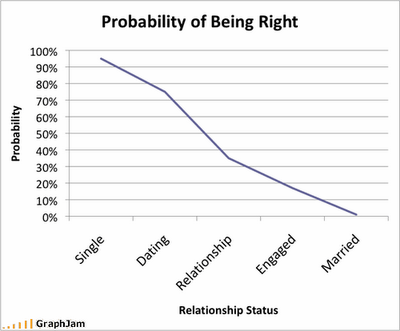 Probability of Being Right
100%
90%
80%
70%
60%
50%
40%
30%
20%
10%
0%
Probability
Single
Dating
Relationship
Engaged
Married
Relationship Status
GraphJam